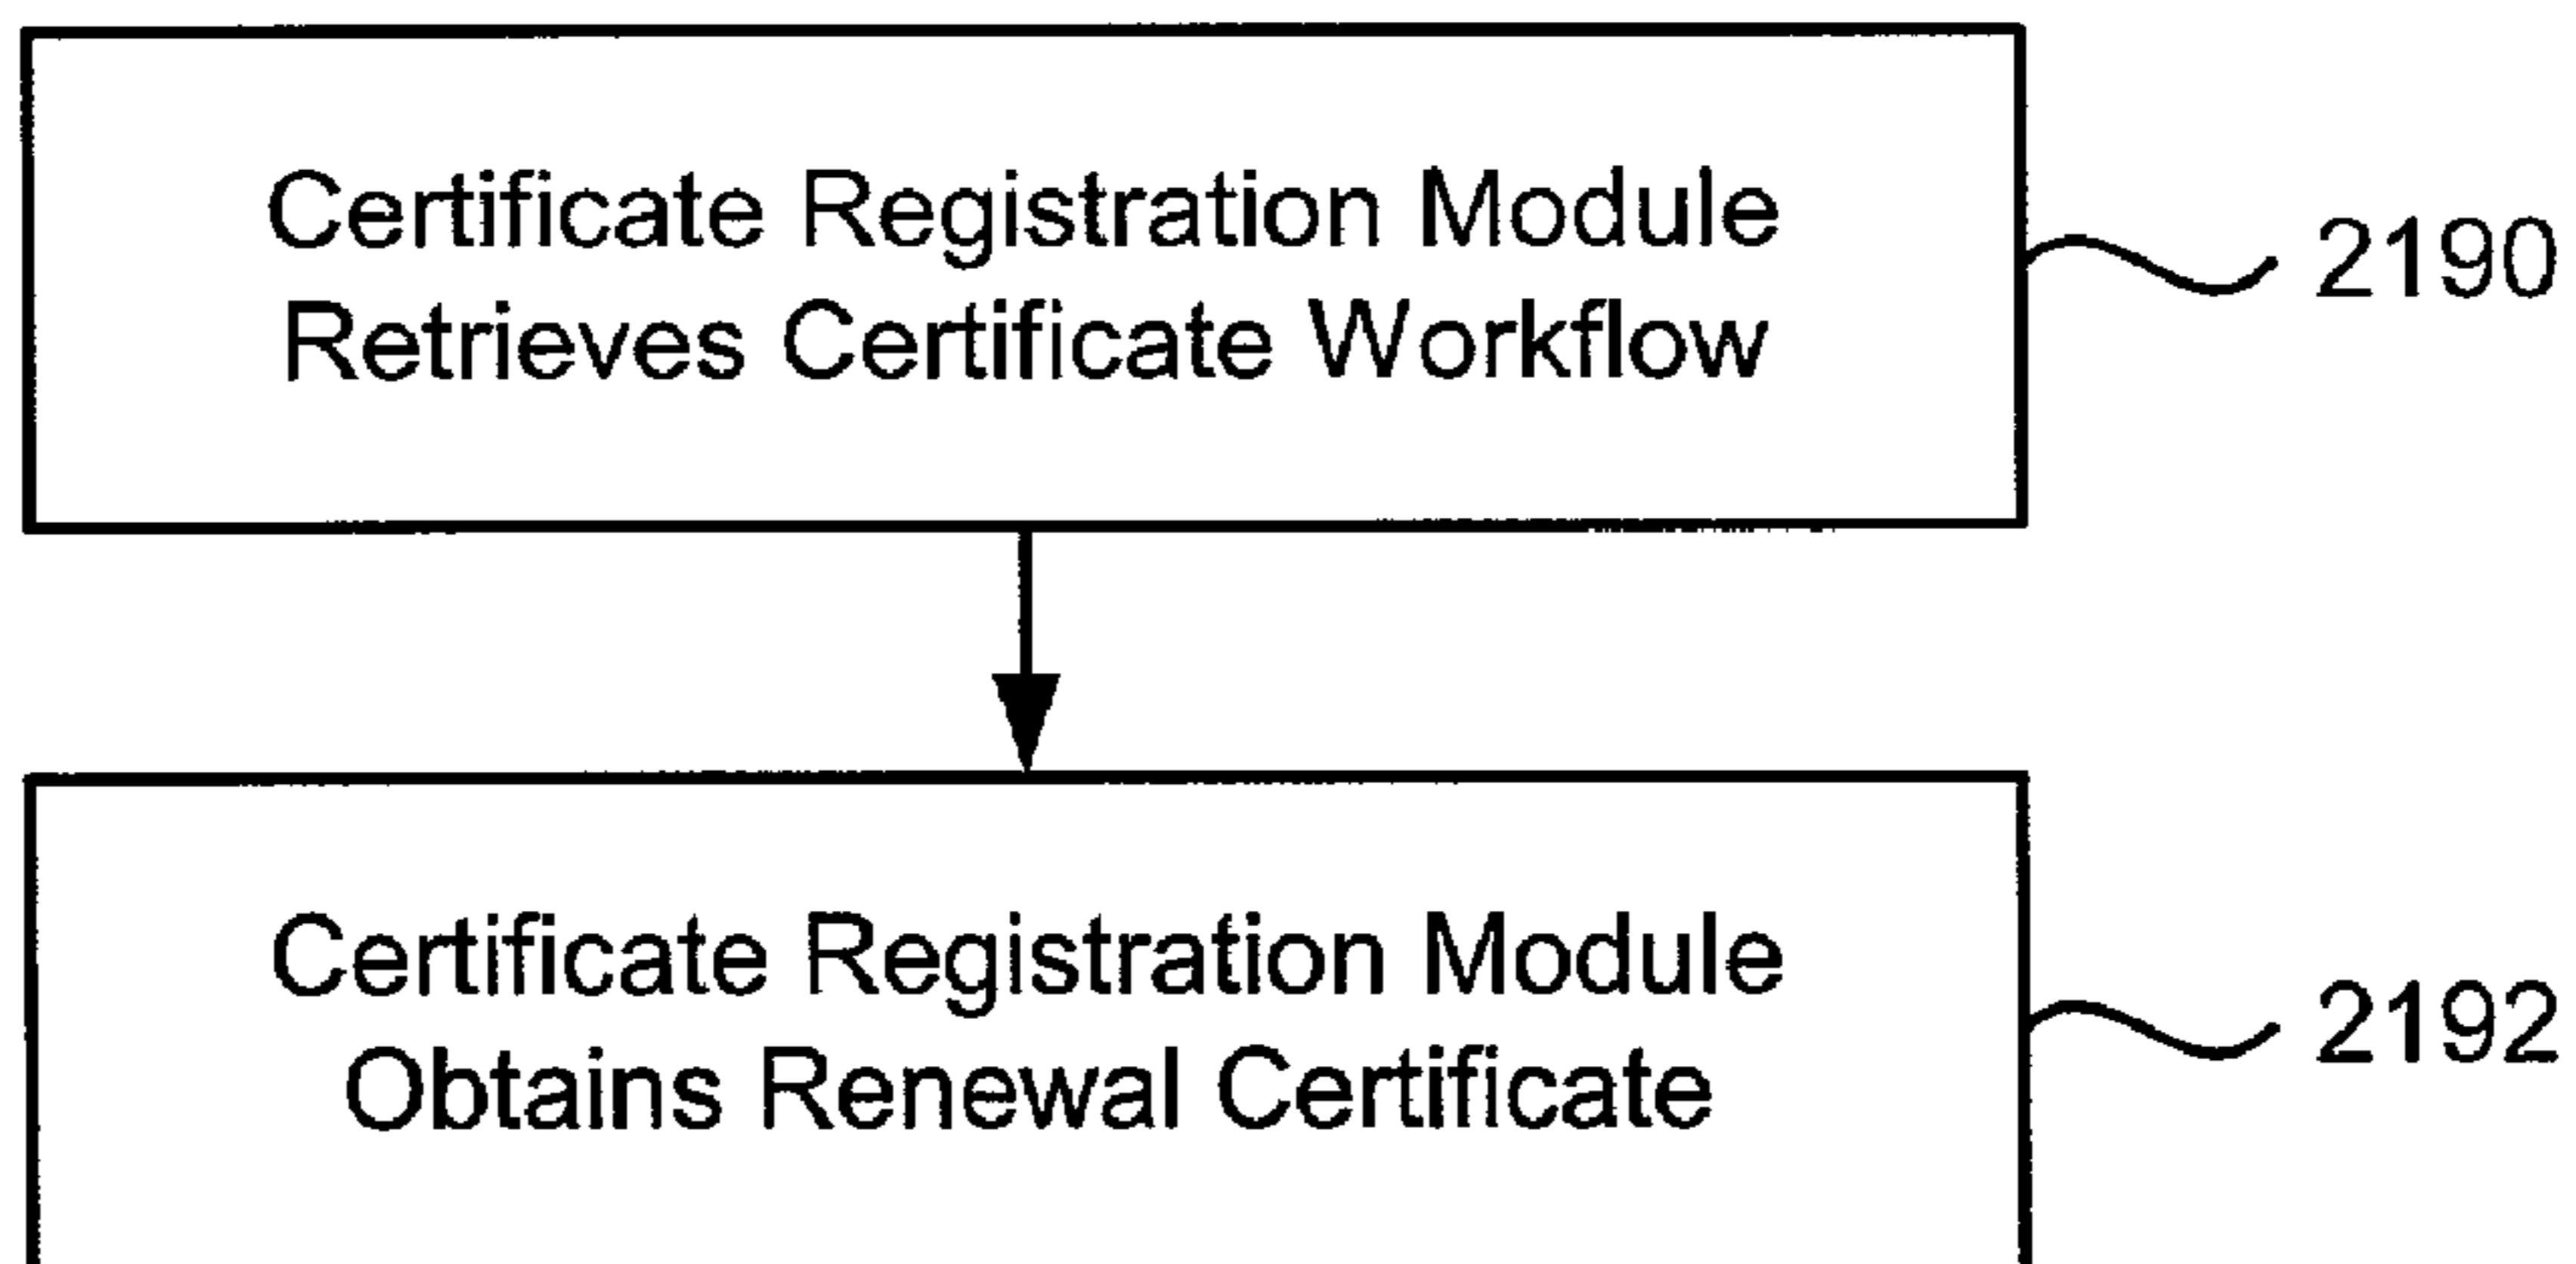 Certificate Registration Module
Retrieves Certificate Workflow
2190
Certificate Registration Module
Obtains Renewal Certificate
2192